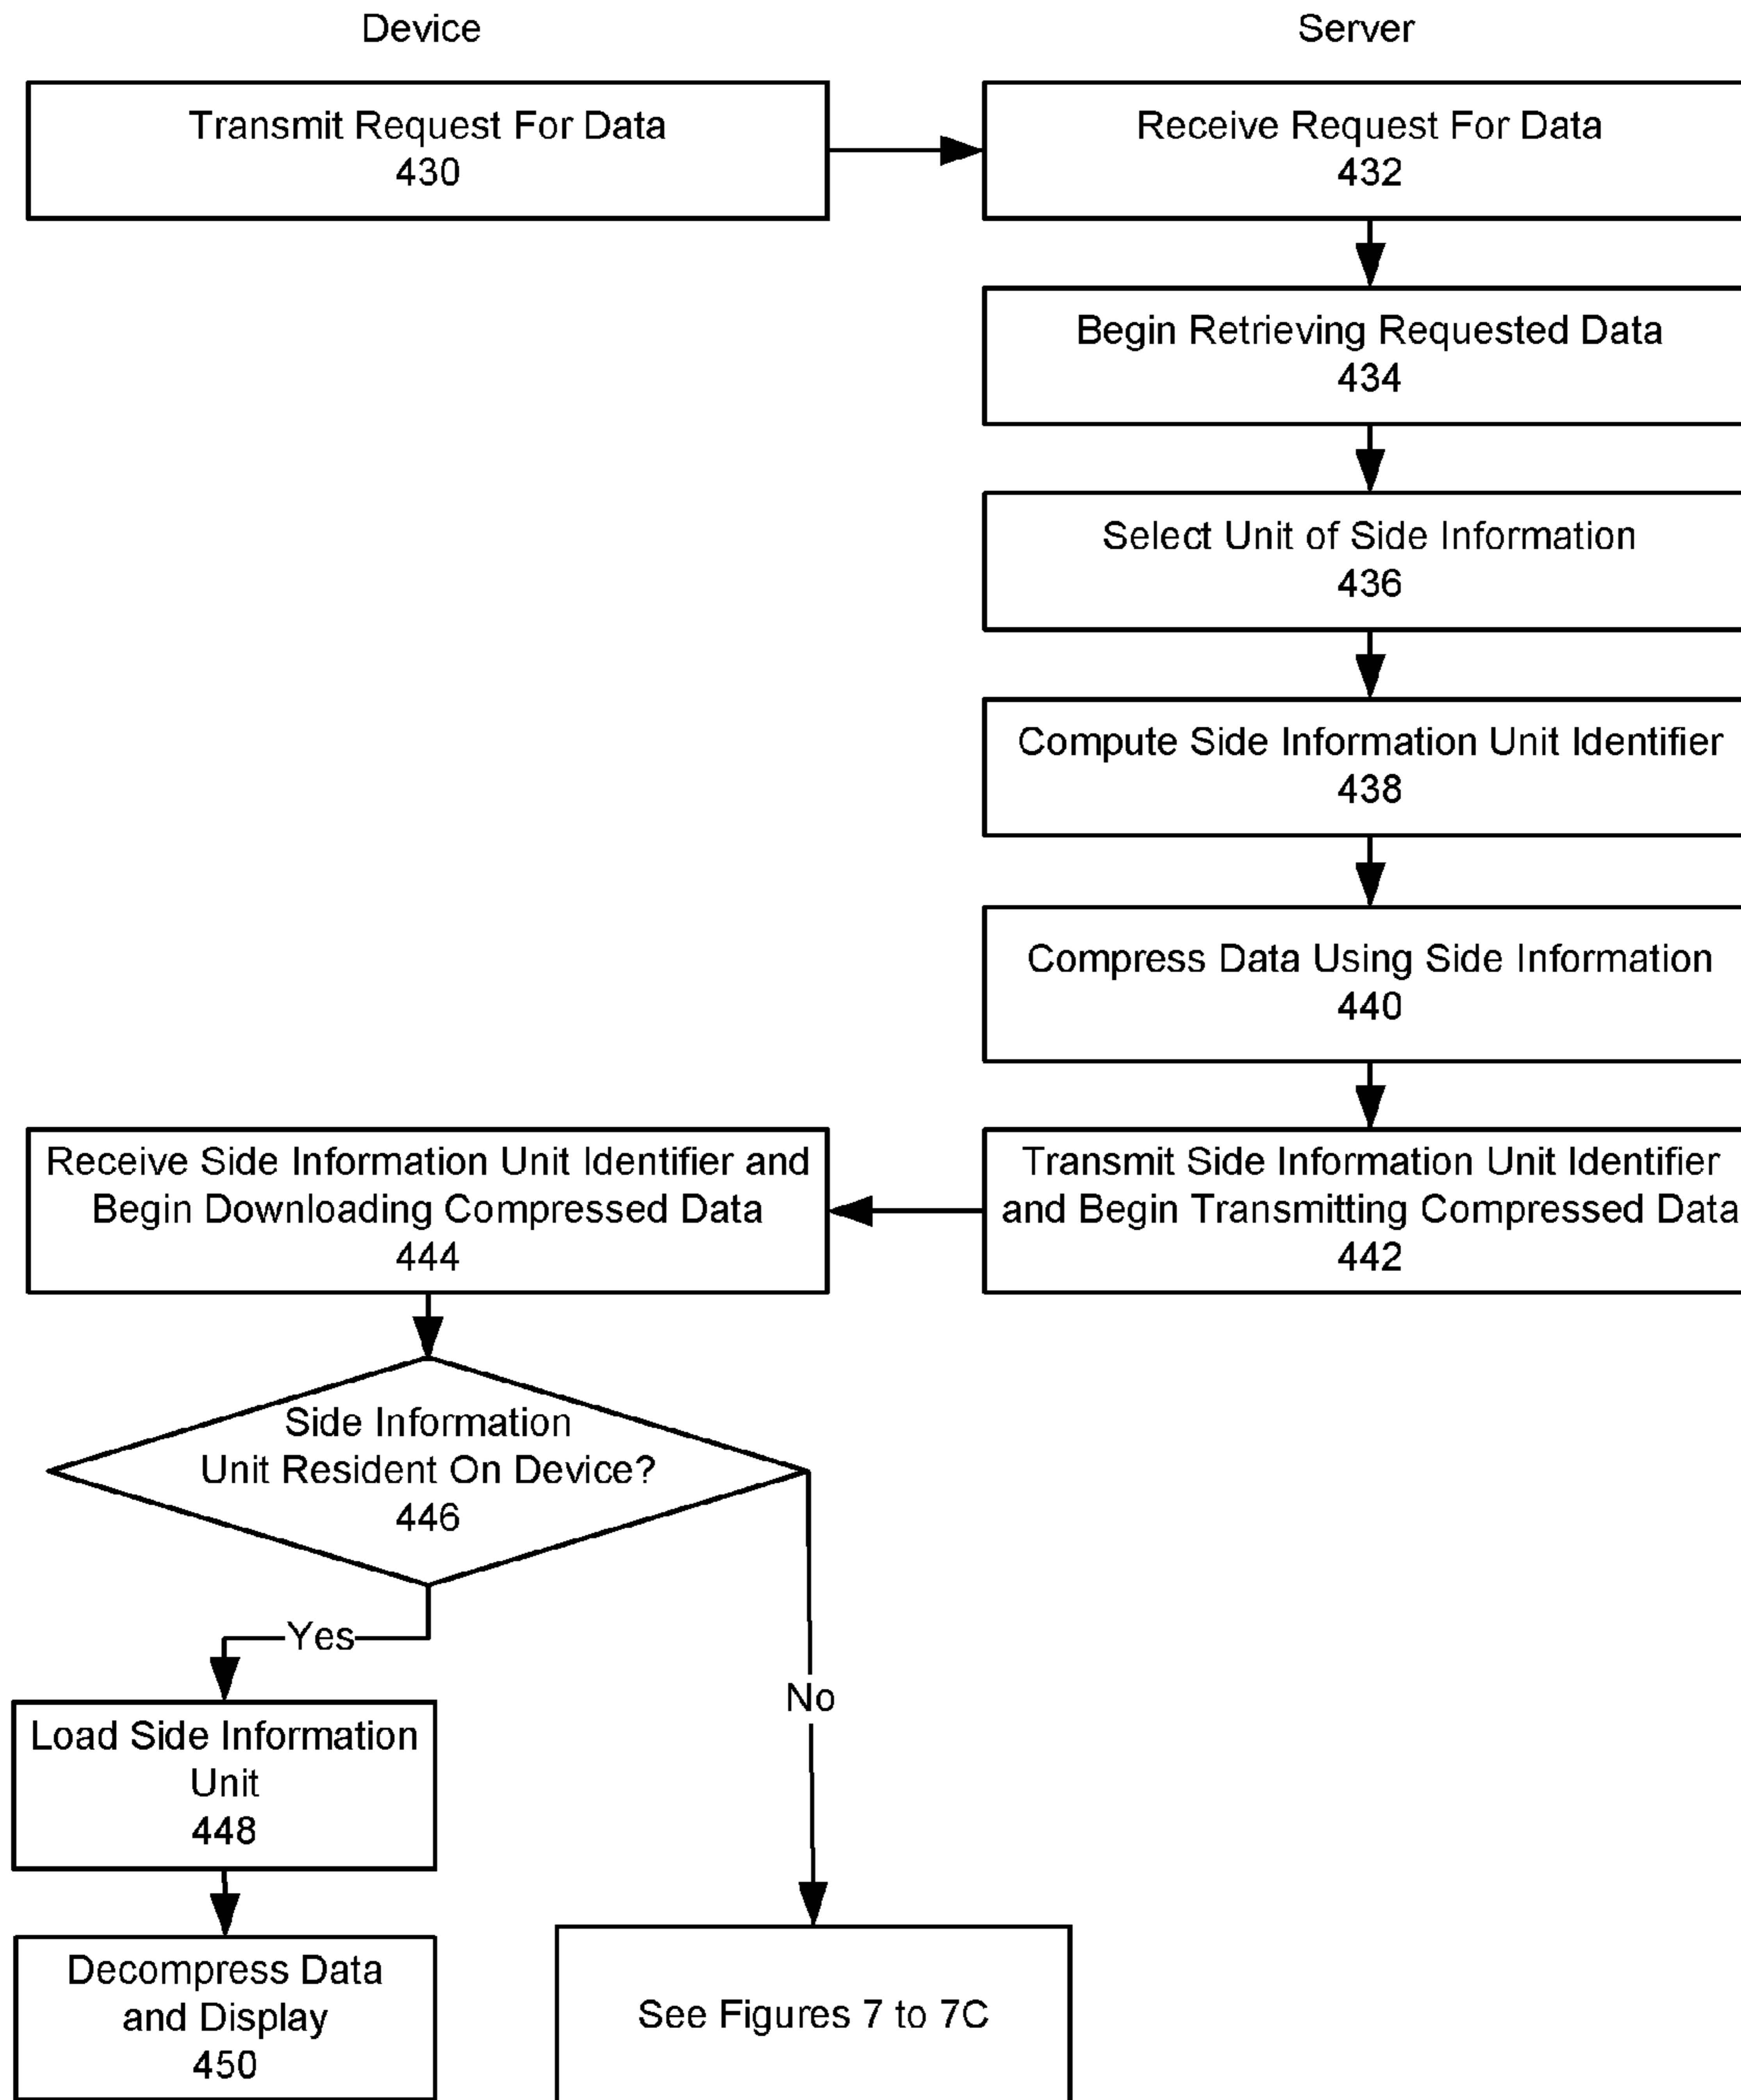 Device
Server
Transmit Request For Data
430
Receive Request For Data
432
Begin Retrieving Requested Data
434
Select Unit of Side Information
436
Compute Side Information Unit Identifier
438
Compress Data Using Side Information
440
Transmit Side Information Unit Identifier
and Begin Transmitting Compressed Data
442
Receive Side Information Unit Identifier and
Begin Downloading Compressed Data
444
Side Information
Unit Resident On Device?
446
Yes
No
Load Side Information
Unit
448
Decompress Data
and Display
450
See Figures 7 to 7C